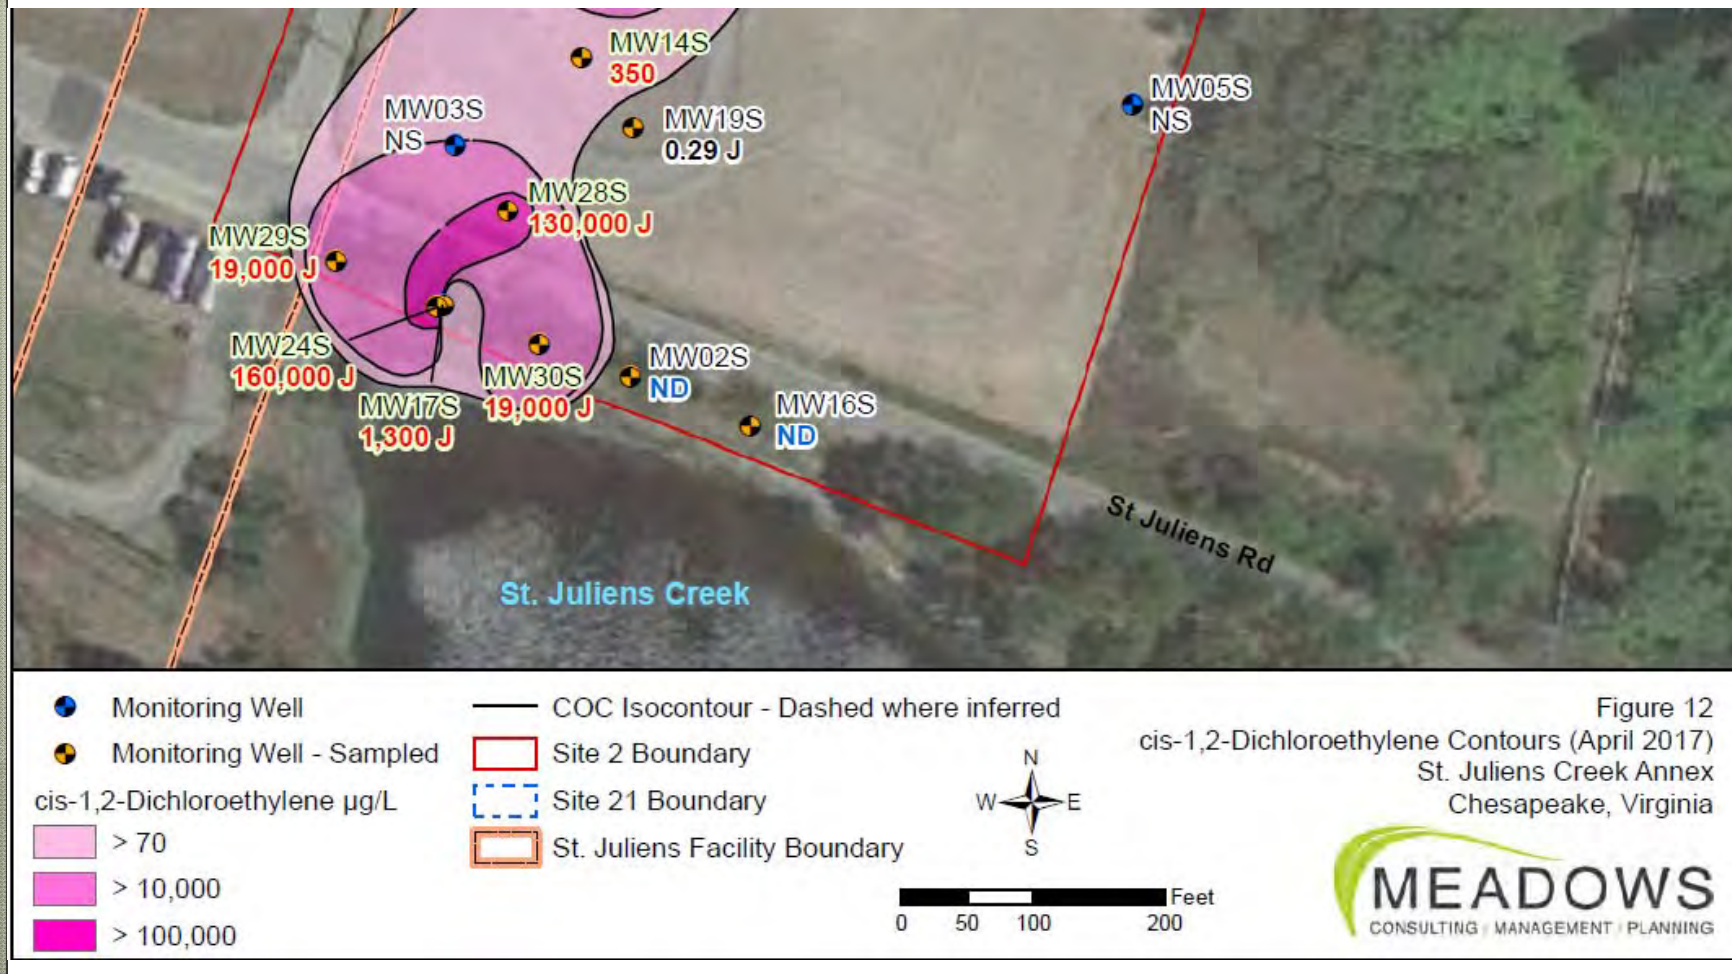 MW14S
350
MW03S
NS
MW19S
0.29 J
MW05S
NS
MW28S
130,000 J
MW29S
19,000 J
MW24S
160,000 J
MW17S
1,300 J
MW30S
19,000 J
MW02S
ND
MW16S
ND
St Juliens Rd
St. Juliens Creek
Monitoring Well
Monitoring Well - Sampled
cis-1,2-Dichloroethylene µg/L
> 70
> 10,000
> 100,000
COC Isocontour - Dashed where inferred
Site 2 Boundary
Site 21 Boundary
St. Juliens Facility Boundary
N
W E
S
Feet
0 50 100 200
Figure 12
cis-1,2-Dichloroethylene Contours (April 2017)
St. Juliens Creek Annex
Chesapeake, Virginia
MEADOWS
CONSULTING | MANAGEMENT | PLANNING